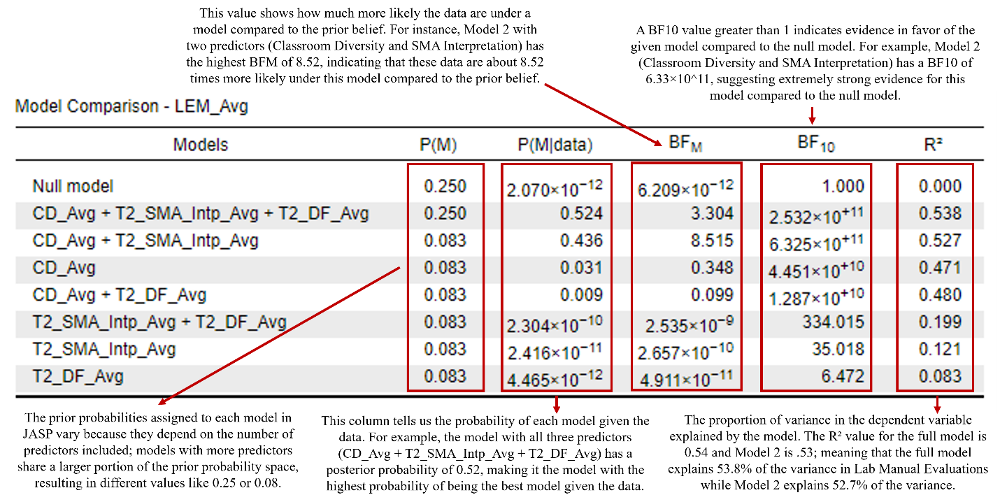 This value shows how much more likely the data are under a
model compared to the prior belief. For instance, Model 2 with
two predictors (Classroom Diversity and SMA Interpretation) has
the highest BFM of 8.52, indicating that these data are about 8.52
times more likely under this model compared to the prior belief.
A BF10 value greater than 1 indicates evidence in favor of the
given model compared to the null model. For example, Model 2
(Classroom Diversity and SMA Interpretation) has a BF10 of
6.33×10^11, suggesting extremely strong evidence for this
model compared to the null model.
Model Comparison - LEM_Avg
Models P(M) P(M|data) BF_M BF_10 R²
Null model 0.250 2.070×10⁻¹² 6.209×10⁻¹² 1.000 0.000
CD_Avg + T2_SMA_Intp_Avg + T2_DF_Avg 0.250 0.524 3.304 2.532×10⁺¹¹ 0.538
CD_Avg + T2_SMA_Intp_Avg 0.083 0.436 8.515 6.325×10⁺¹¹ 0.527
CD_Avg 0.083 0.031 0.348 4.451×10⁺¹⁰ 0.471
CD_Avg + T2_DF_Avg 0.083 0.009 0.099 1.287×10⁺¹⁰ 0.480
T2_SMA_Intp_Avg + T2_DF_Avg 0.083 2.304×10⁻¹⁰ 2.535×10⁻⁹ 334.015 0.199
T2_SMA_Intp_Avg 0.083 2.416×10⁻¹¹ 2.657×10⁻¹⁰ 35.018 0.121
T2_DF_Avg 0.083 4.465×10⁻¹² 4.911×10⁻¹¹ 6.472 0.083
The prior probabilities assigned to each model in
JASP vary because they depend on the number of
predictors included; models with more predictors
share a larger portion of the prior probability space,
resulting in different values like 0.25 or 0.08.
This column tells us the probability of each model given the
data. For example, the model with all three predictors
(CD_Avg + T2_SMA_Intp_Avg + T2_DF_Avg) has a
posterior probability of 0.52, making it the model with the
highest probability of being the best model given the data.
The proportion of variance in the dependent variable
explained by the model. The R² value for the full model is
0.54 and Model 2 is .53; meaning that the full model
explains 53.8% of the variance in Lab Manual Evaluations
while Model 2 explains 52.7% of the variance.